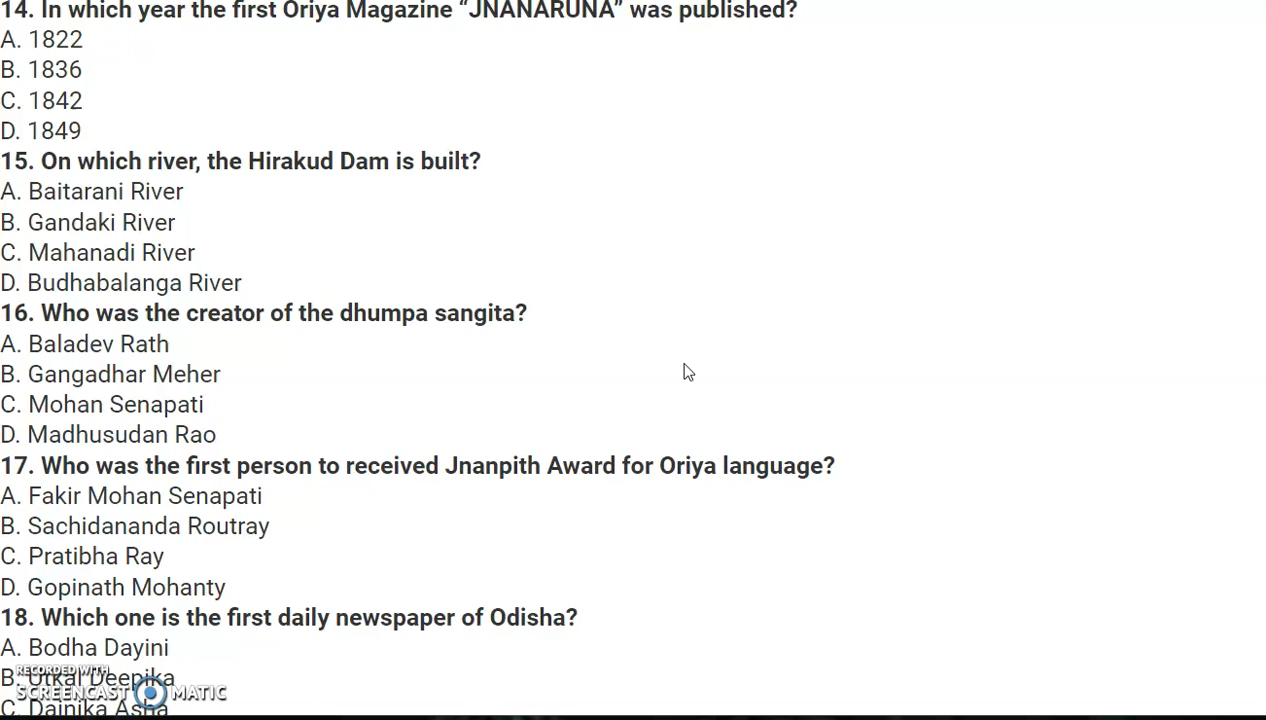 14. In which year the first Oriya Magazine “JNANARUNA” was published?
A. 1822
B. 1836
C. 1842
D. 1849
15. On which river, the Hirakud Dam is built?
A. Baitarani River
B. Gandaki River
C. Mahanadi River
D. Budhabalanga River
16. Who was the creator of the dhumpa sangita?
A. Baladev Rath
B. Gangadhar Meher
C. Mohan Senapati
D. Madhusudan Rao
17. Who was the first person to received Jnanpith Award for Oriya language?
A. Fakir Mohan Senapati
B. Sachidananda Routray
C. Pratibha Ray
D. Gopinath Mohanty
18. Which one is the first daily newspaper of Odisha?
A. Bodha Dayini
RECORDED WITH
B. Utkal Deepika
SCREENCAST MATIC
C. Dainika Asha